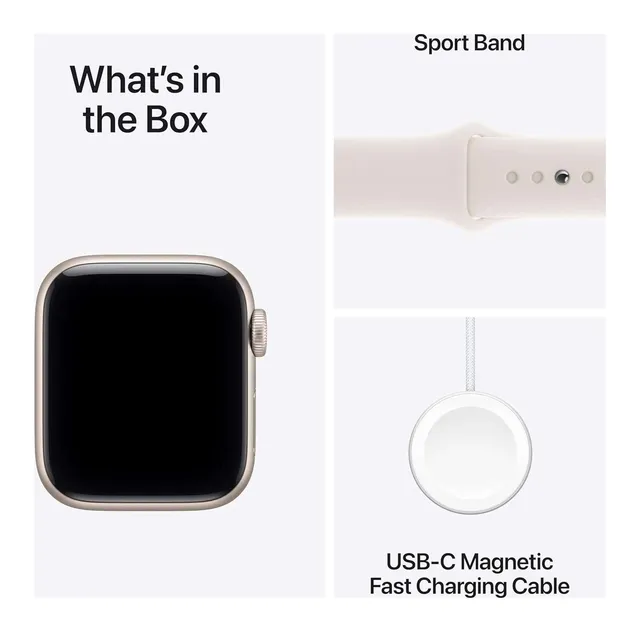 What's in
the Box
Sport Band
USB-C Magnetic
Fast Charging Cable